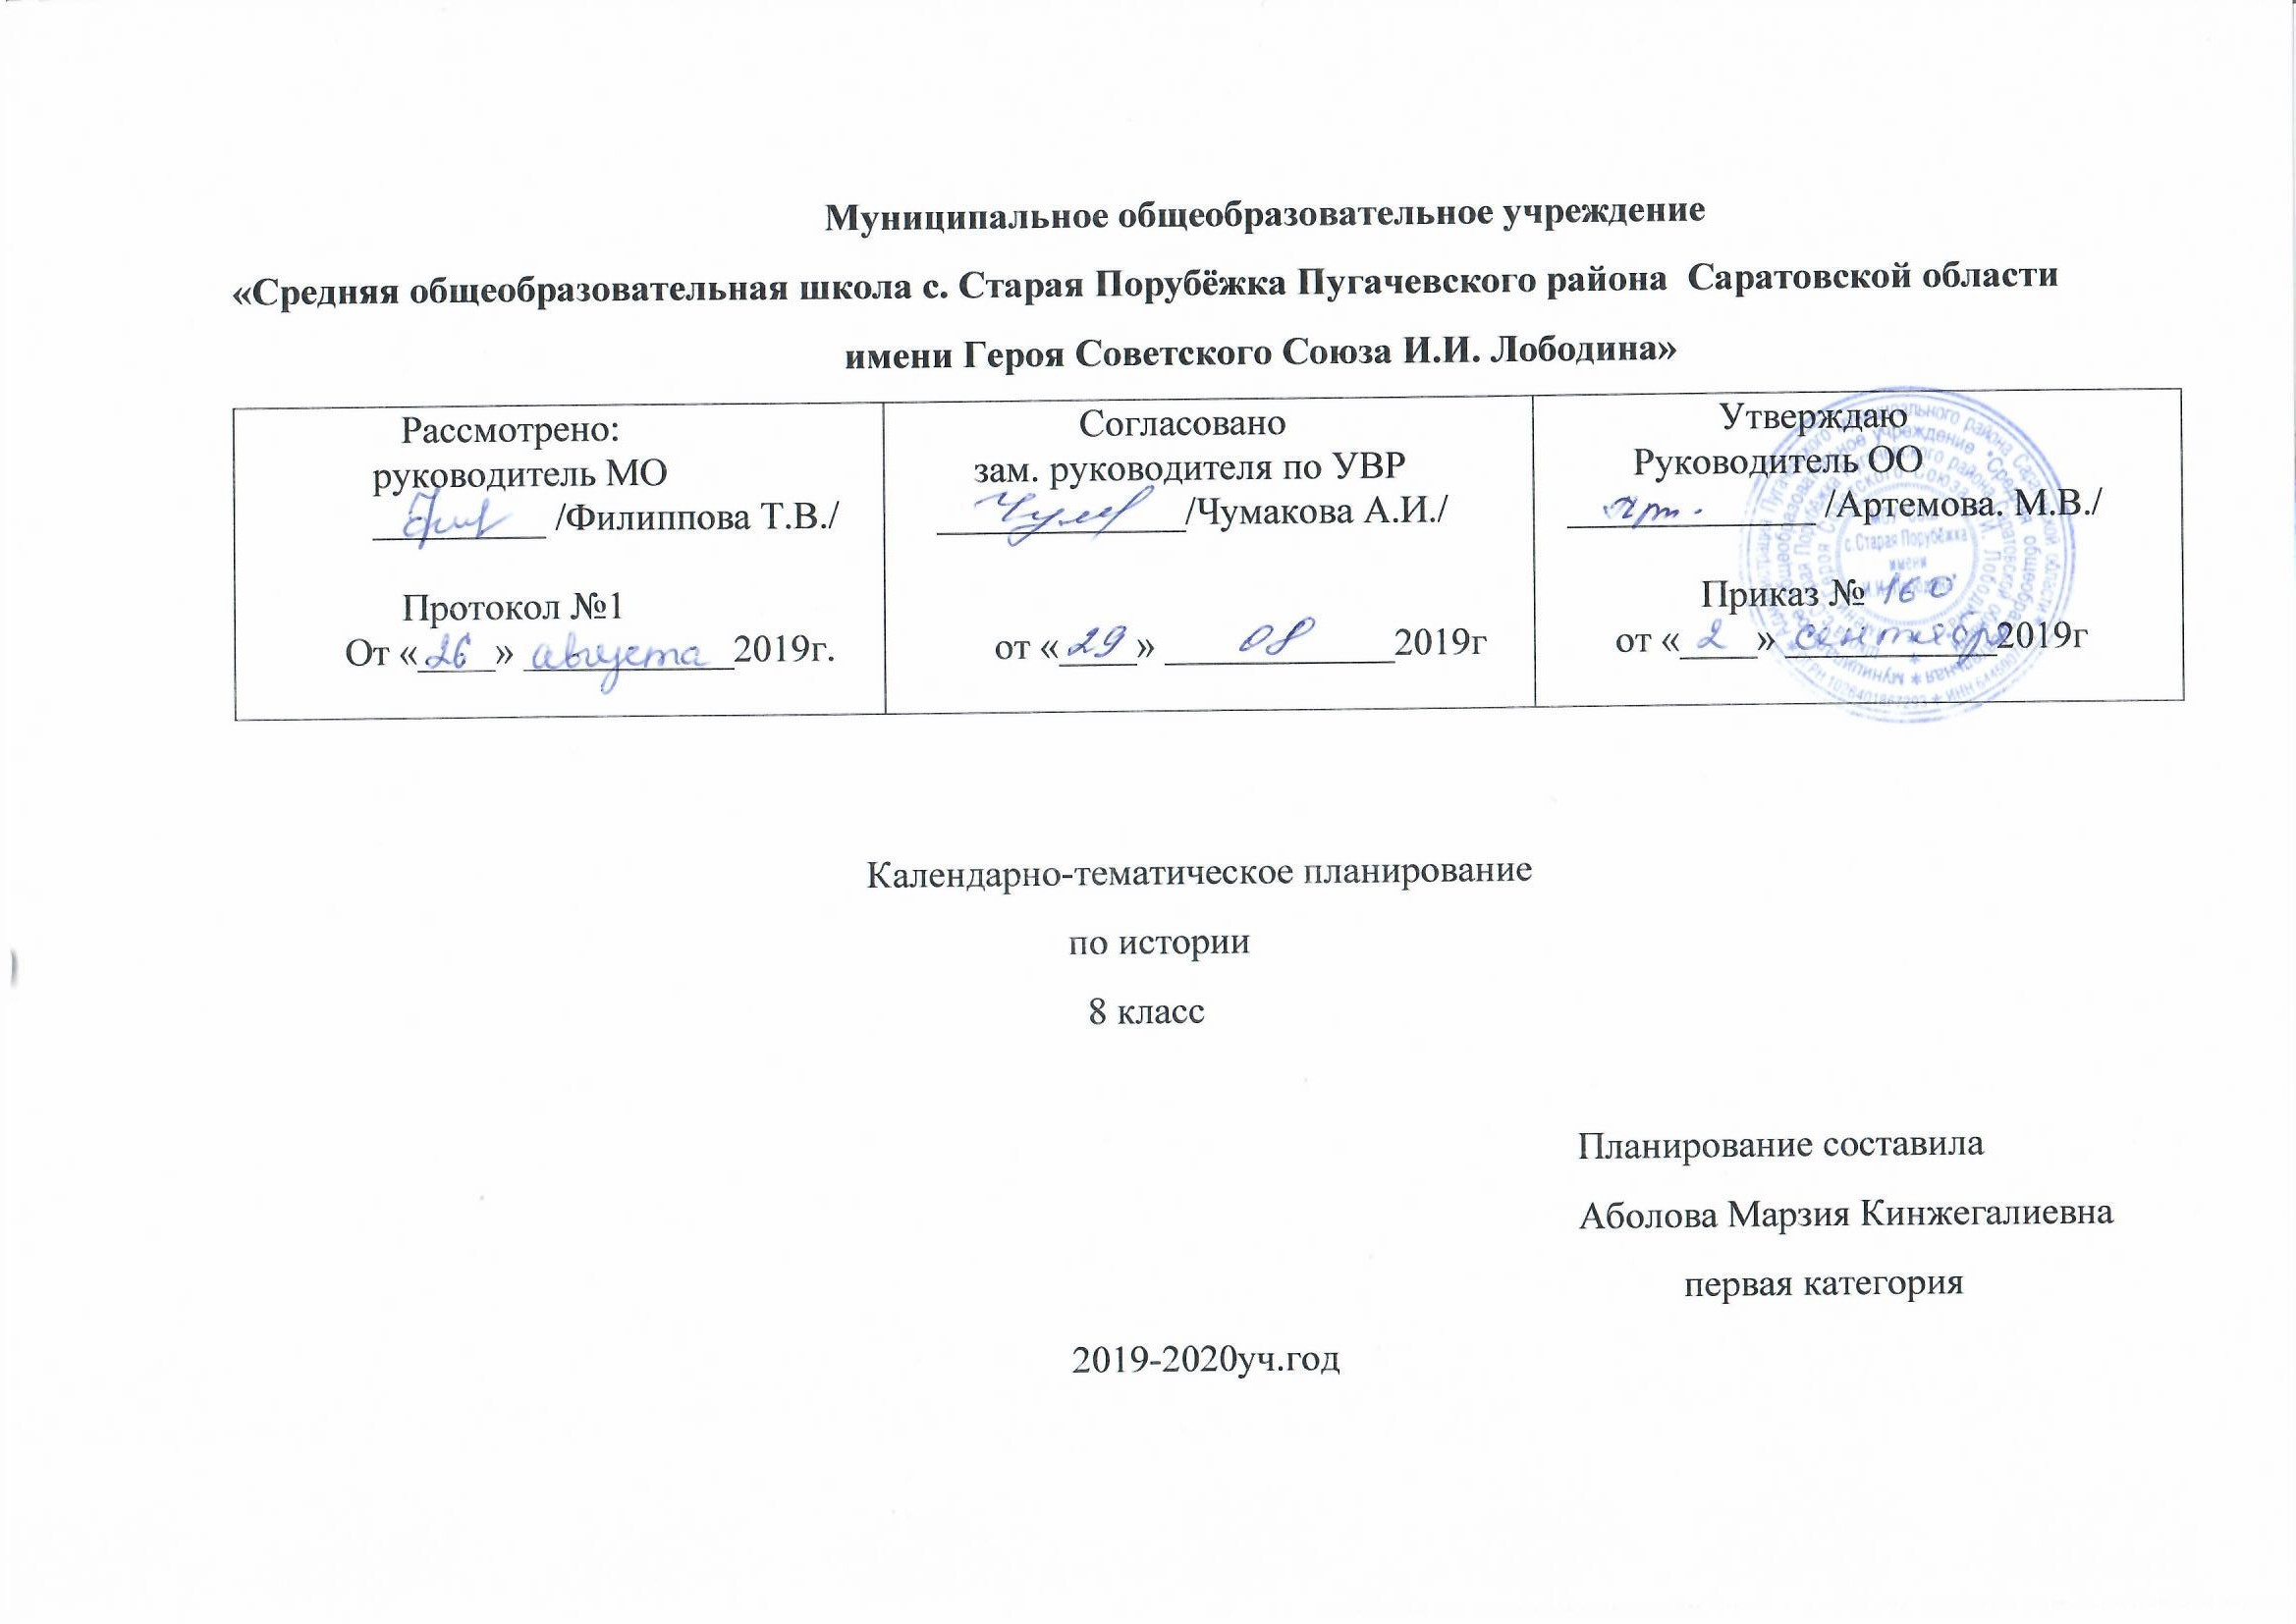 Муниципальное общеобразовательное учреждение
«Средняя общеобразовательная школа с. Старая Порубёжка Пугачевского района Саратовской области
имени Героя Советского Союза И.И. Лободина»
Рассмотрено:
руководитель МО
/Филиппова Т.В./
Протокол №1
От «26» августа 2019г.
Согласовано
зам. руководителя по УВР
/Чумакова А.И./
от «29» 08 2019г
Утверждаю
Руководитель ОО
/Артемова. М.В./
Приказ № 160
от «2» сентября 2019г
с. Старая Порубёжка
имени
Календарно-тематическое планирование
по истории
8 класс
Планирование составила
Аболова Марзия Кинжегалиевна
первая категория
2019-2020уч.год